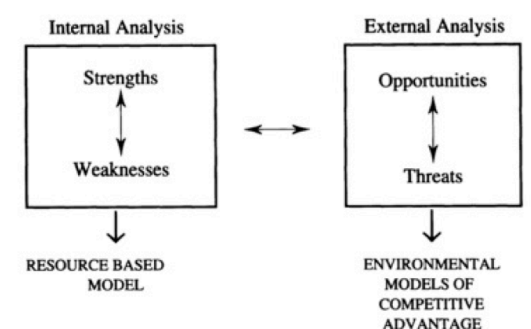 Internal Analysis
Strengths
Weaknesses
RESOURCE BASED
MODEL
External Analysis
Opportunities
Threats
ENVIRONMENTAL
MODELS OF
COMPETITIVE
ADVANTAGE